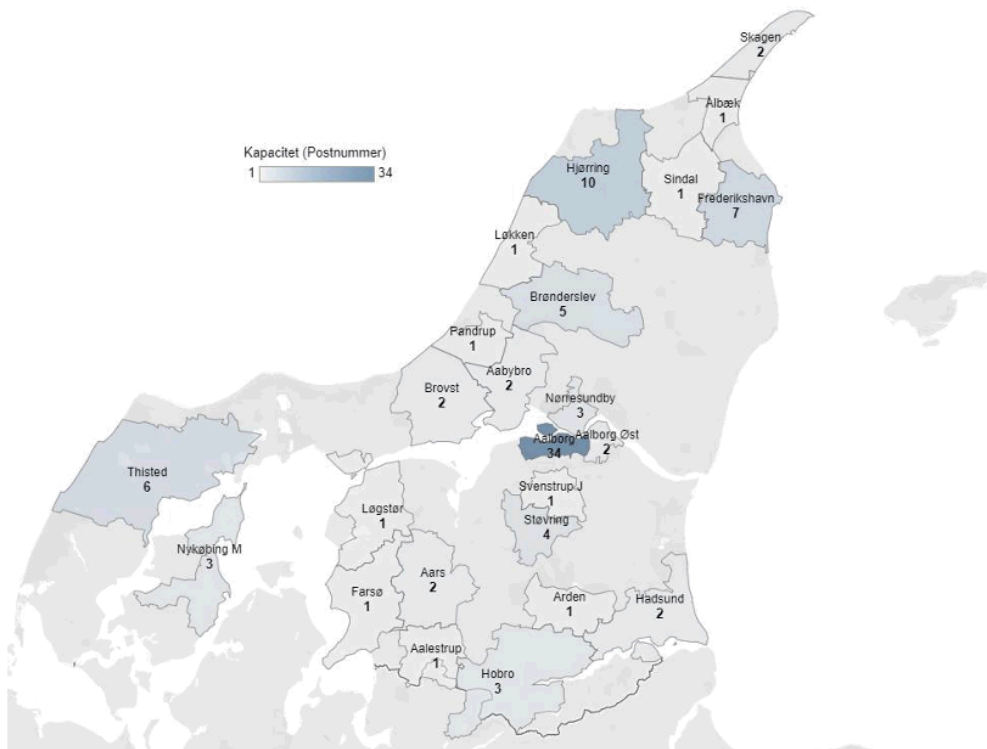 Skagen
2
Ålbæk
1
Kapacitet (Postnummer)
1 34
Hjørring
10
Sindal
1
Frederikshavn
7
Løkken
1
Brønderslev
5
Pandrup
1
Aabybro
2
Brovst
2
Nørresundby
3
Aalborg
34
Aalborg Øst
2
Thisted
6
Svenstrup J
1
Løgstør
1
Støvring
4
Nykøbing M
3
Aars
2
Farsø
1
Arden
1
Hadsund
2
Aalestrup
1
Hobro
3